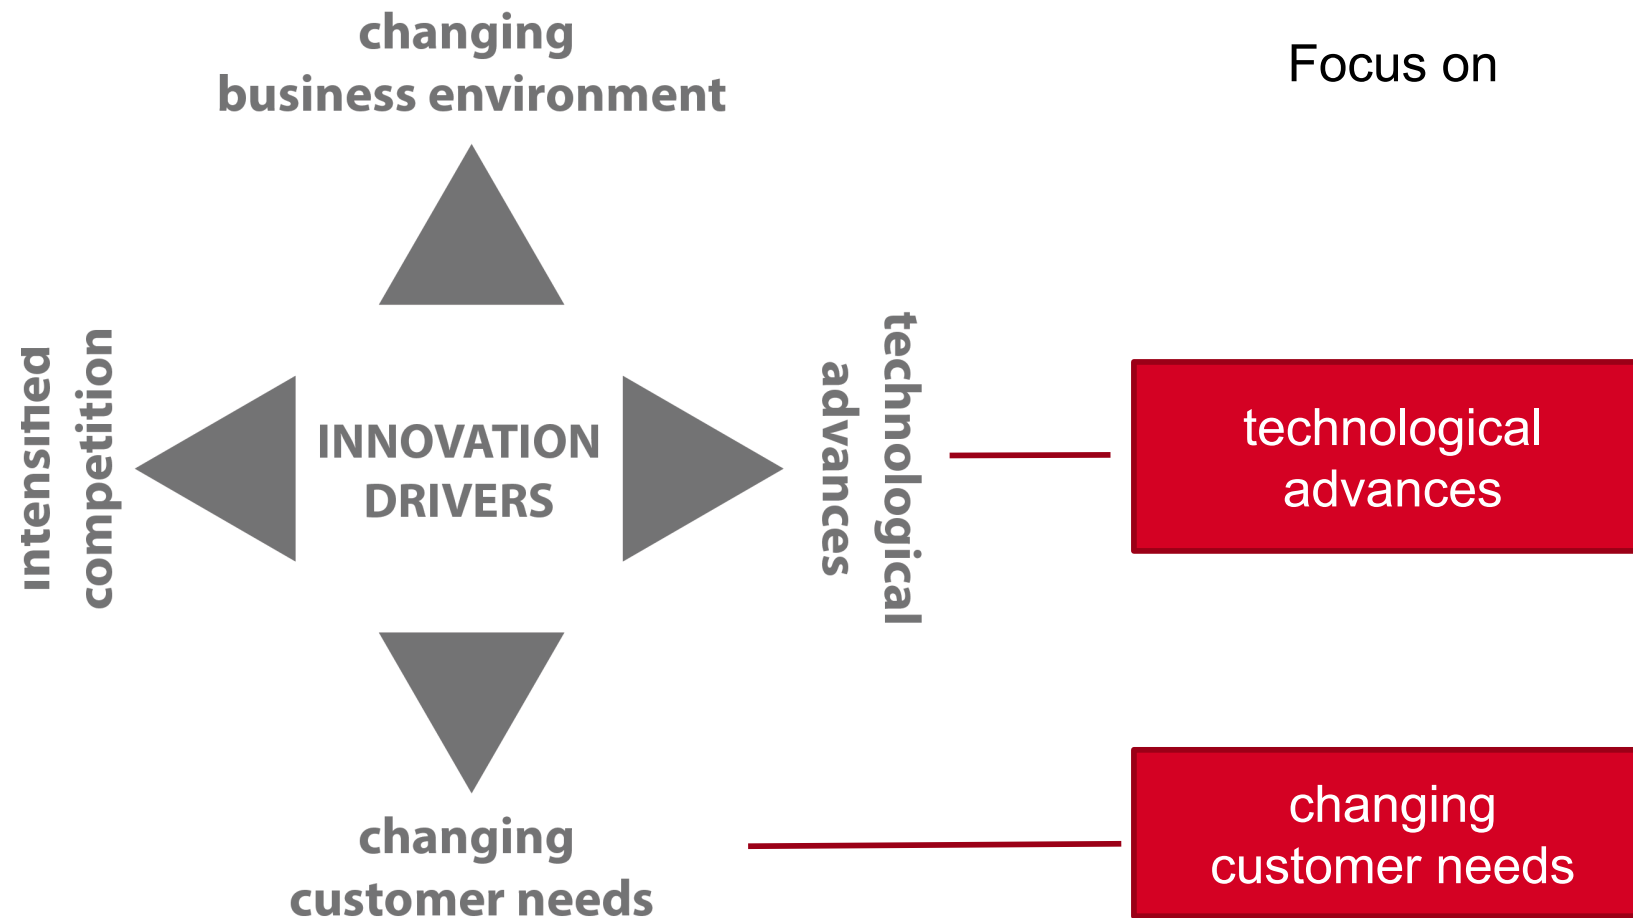 changing
business environment
Focus on
intensified
competition
INNOVATION
DRIVERS
technological
advances
technological
advances
changing
customer needs
changing
customer needs